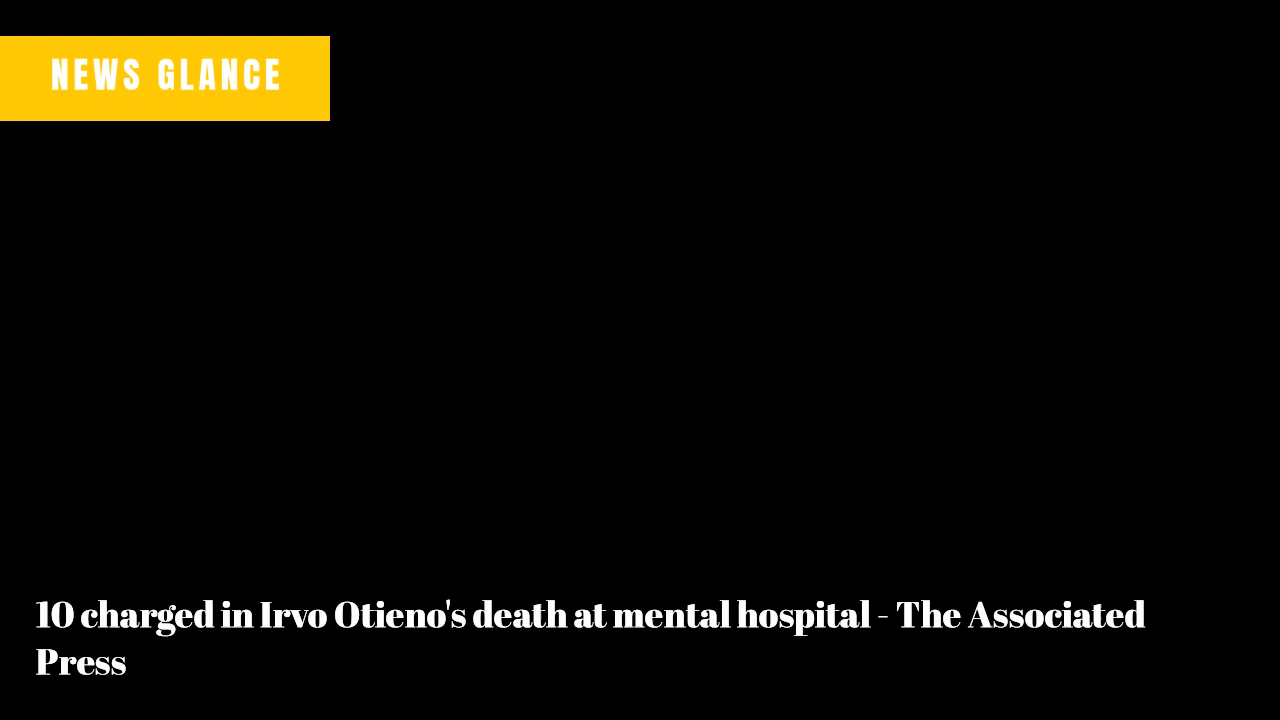 NEWS GLANCE
10 charged in Irvo Otieno's death at mental hospital - The Associated
Press